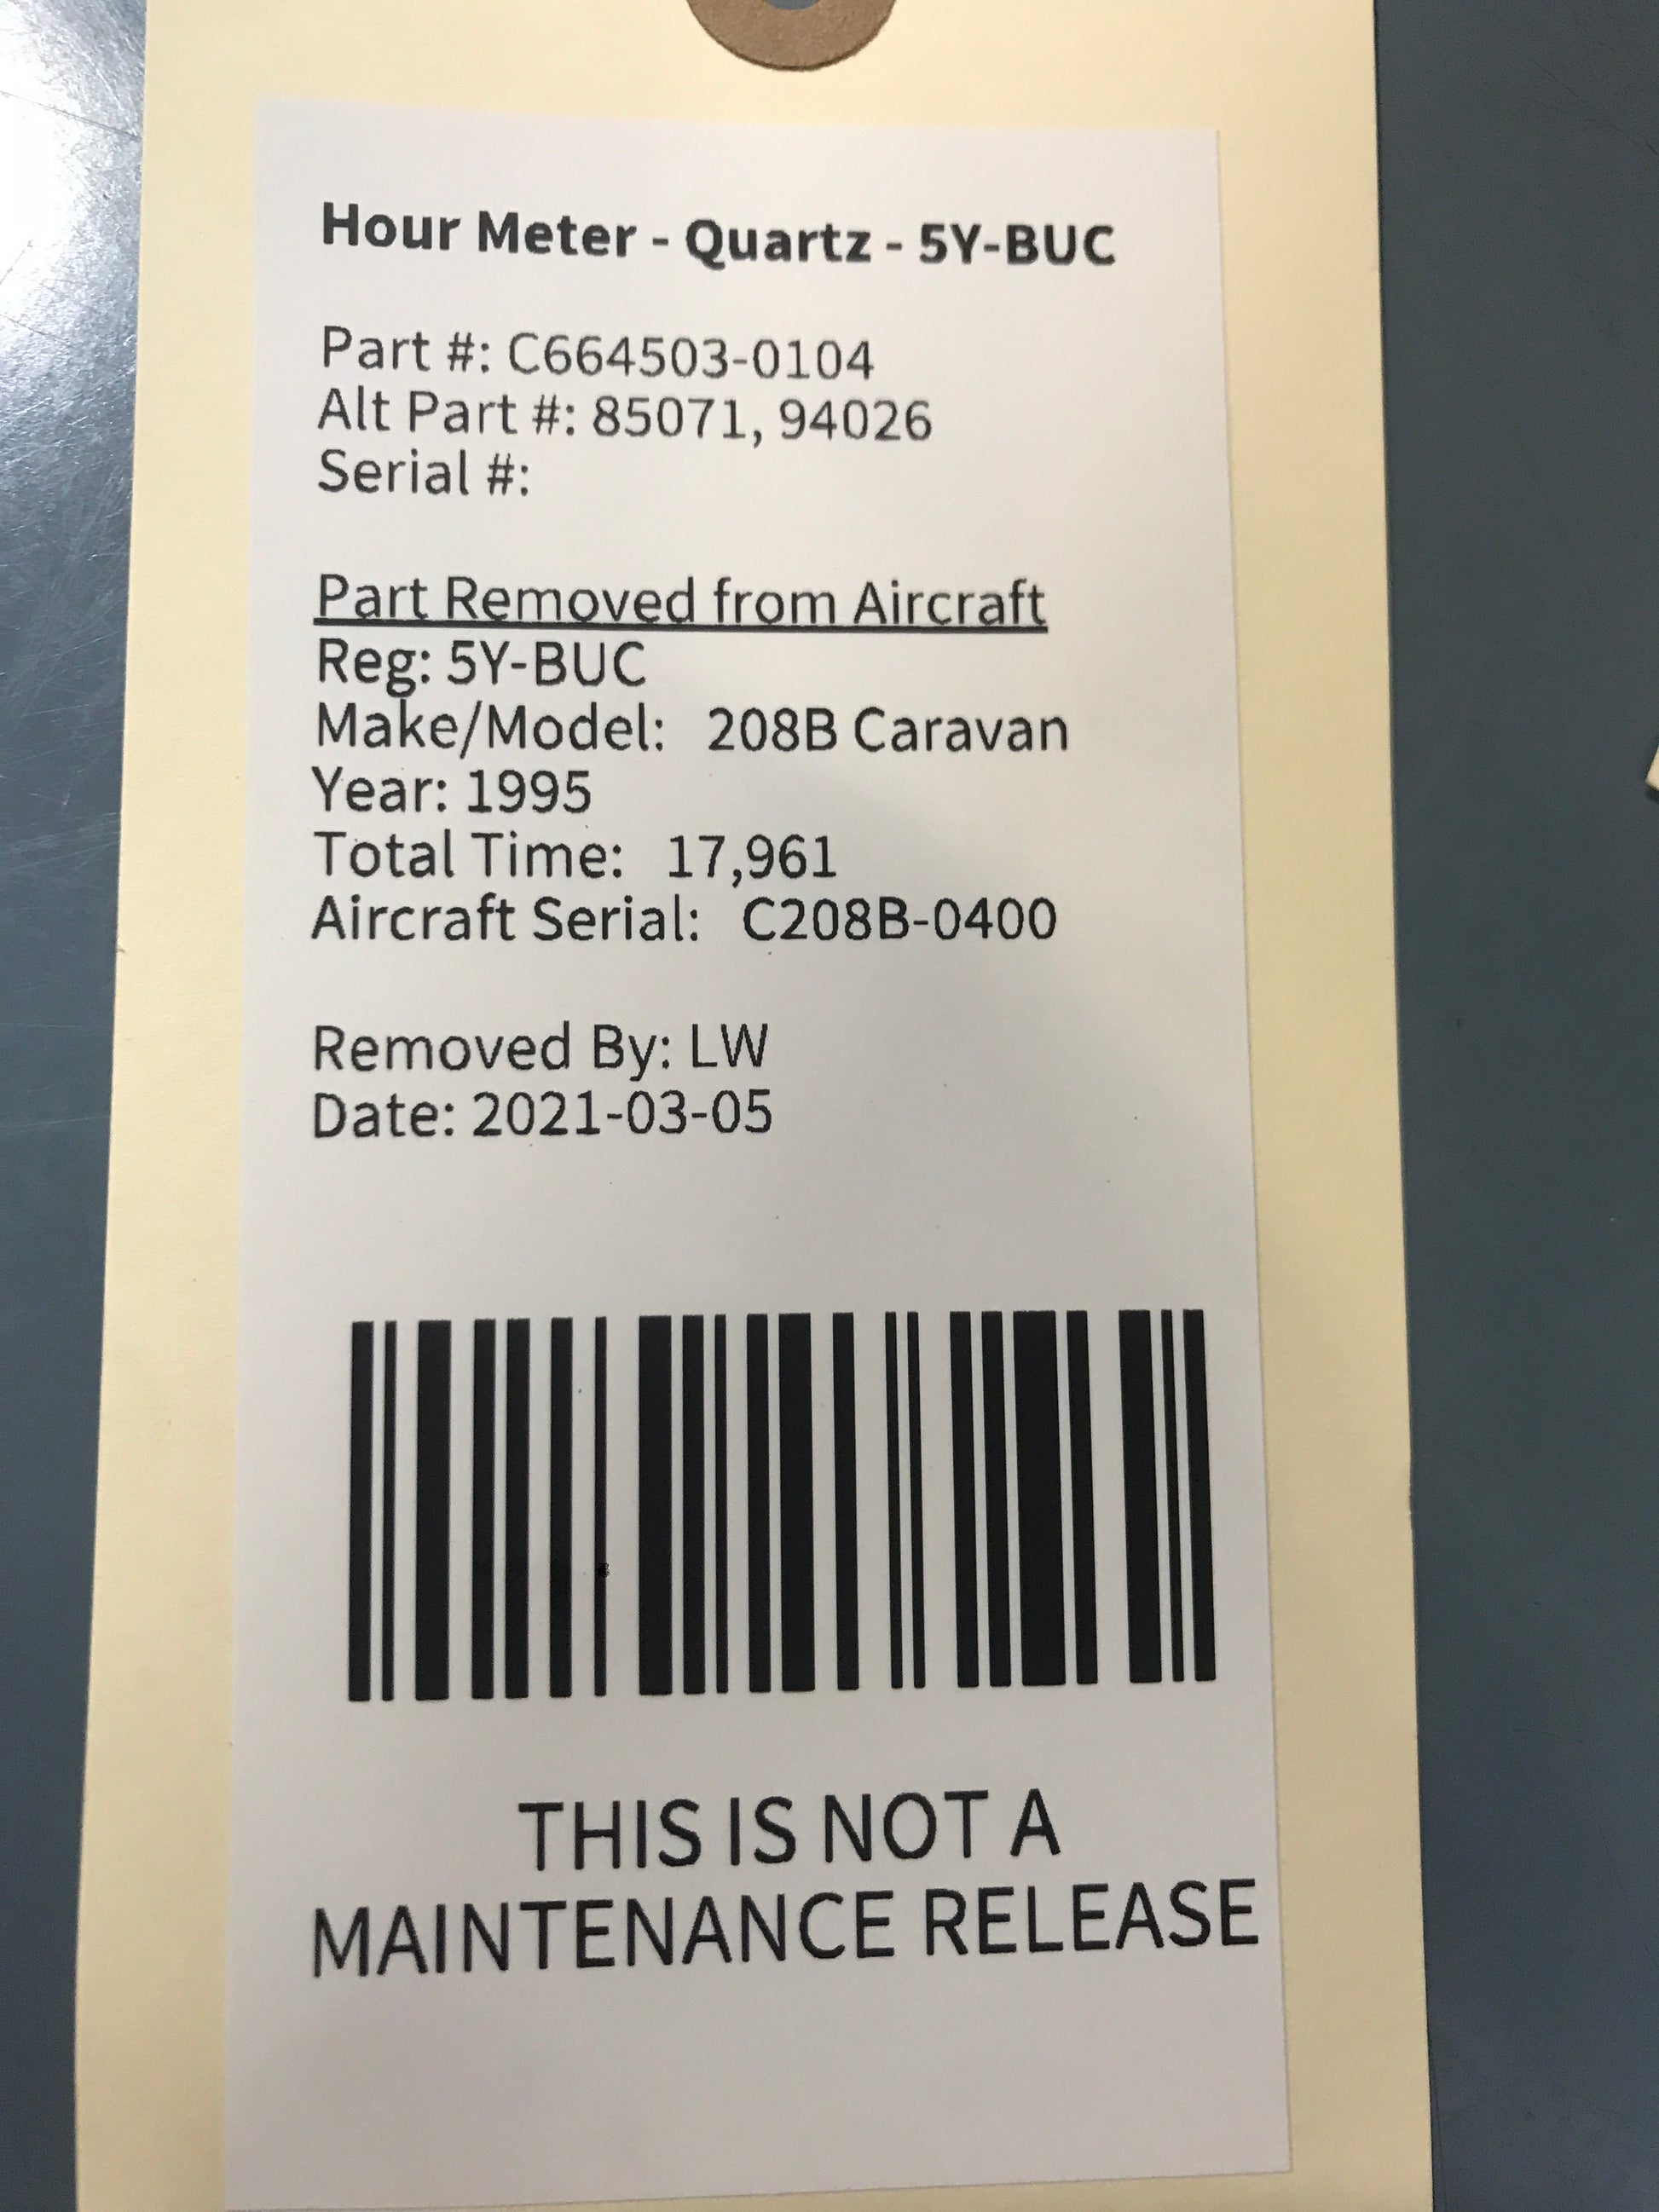 Hour Meter - Quartz - 5Y-BUC
Part #: C664503-0104
Alt Part #: 85071, 94026
Serial #:
Part Removed from Aircraft
Reg: 5Y-BUC
Make/Model: 208B Caravan
Year: 1995
Total Time: 17,961
Aircraft Serial: C208B-0400
Removed By: LW
Date: 2021-03-05
THIS IS NOT A
MAINTENANCE RELEASE